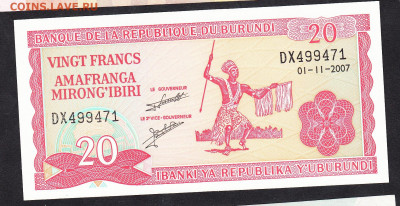 COINS.LAVE.RU
BANQUE DE LA REPUBLIQUE DU BURUNDI
20
VINGT FRANCS
AMAFRANGA
MIRONG'IBIRI
DX499471
01-11-2007
LE GOUVERNEUR
LE 2e VICE-GOUVERNEUR
DX499471
20
IBANKI YA REPUBLIKA Y'UBURUNDI